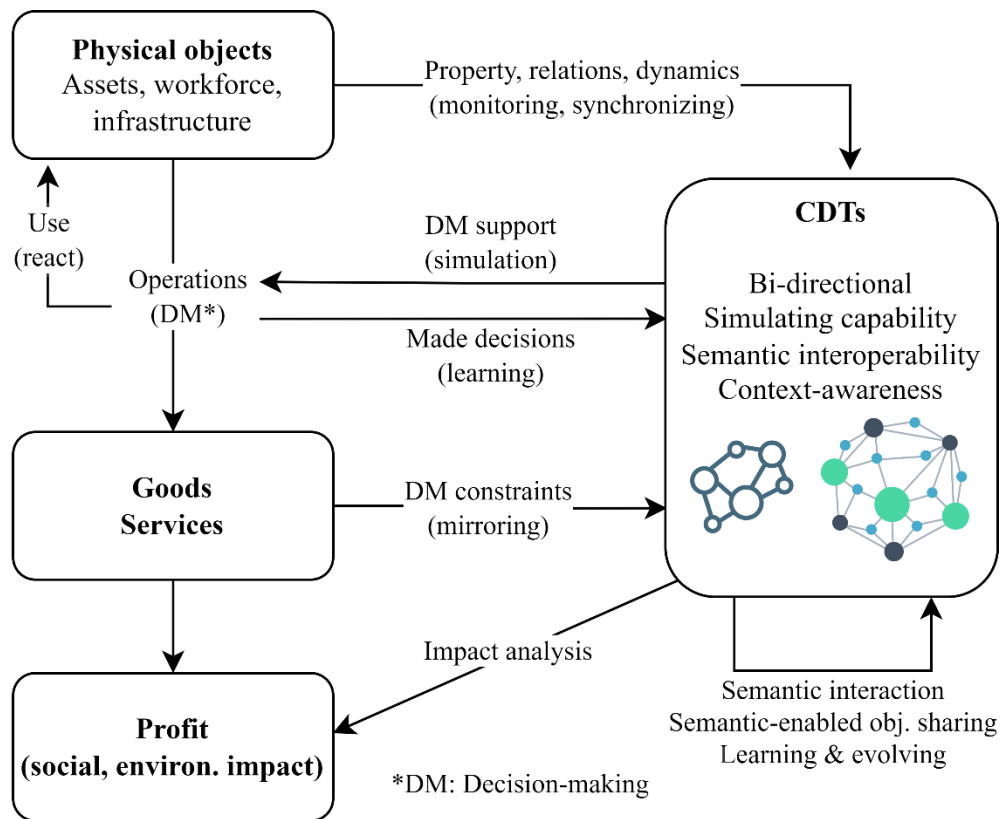 Physical objects
Assets, workforce,
infrastructure
Property, relations, dynamics
(monitoring, synchronizing)
Use
(react)
Operations
(DM*)
DM support
(simulation)
Made decisions
(learning)
CDTs
Bi-directional
Simulating capability
Semantic interoperability
Context-awareness
Goods
Services
DM constraints
(mirroring)
Impact analysis
Profit
(social, environ. impact)
Semantic interaction
Semantic-enabled obj. sharing
Learning & evolving
*DM: Decision-making